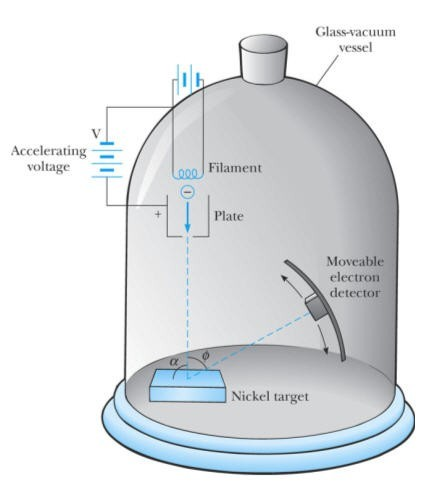 Glass-vacuum
vessel
V
Accelerating
voltage
Filament
−
+
Plate
Moveable
electron
detector
α
ϕ
Nickel target